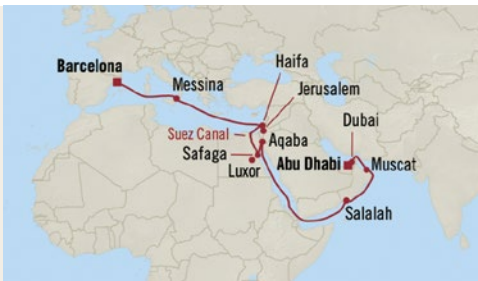 Barcelona
Messina
Haifa
Jerusalem
Dubai
Suez Canal
Aqaba
Safaga
Luxor
Abu Dhabi
Muscat
Salalah